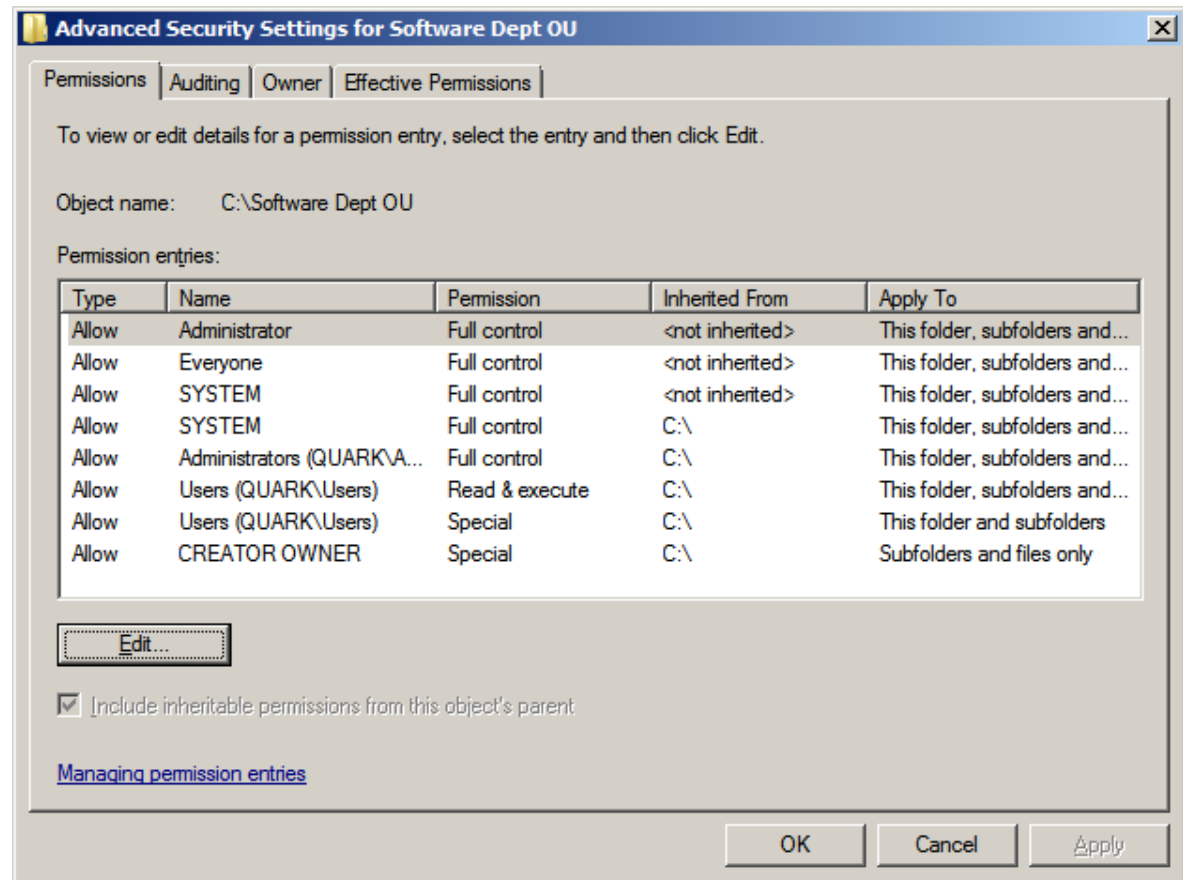 Advanced Security Settings for Software Dept OU
Permissions Auditing Owner Effective Permissions
To view or edit details for a permission entry, select the entry and then click Edit.
Object name: C:\Software Dept OU
Permission entries:
Type Name Permission Inherited From Apply To
Allow Administrator Full control <not inherited> This folder, subfolders and...
Allow Everyone Full control <not inherited> This folder, subfolders and...
Allow SYSTEM Full control <not inherited> This folder, subfolders and...
Allow SYSTEM Full control C:\ This folder, subfolders and...
Allow Administrators (QUARK\A... Full control C:\ This folder, subfolders and...
Allow Users (QUARK\Users) Read & execute C:\ This folder, subfolders and...
Allow Users (QUARK\Users) Special C:\ This folder and subfolders
Allow CREATOR OWNER Special C:\ Subfolders and files only
Edit...
Include inheritable permissions from this object's parent
Managing permission entries
OK Cancel Apply